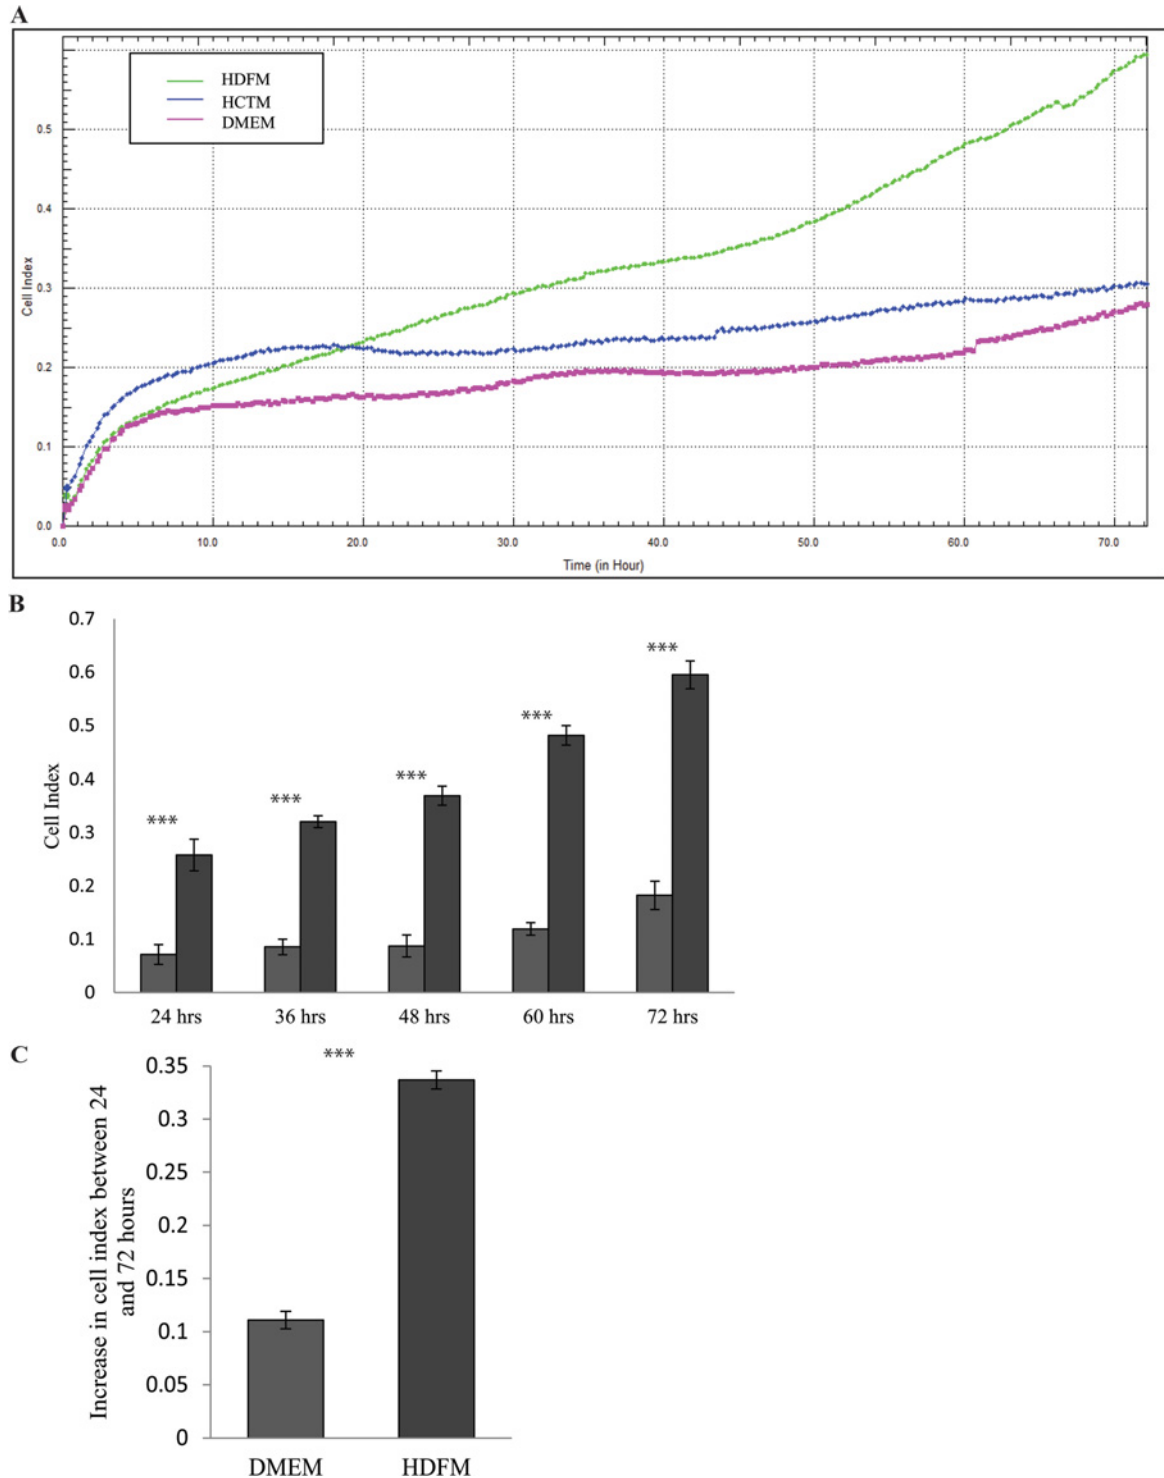 A
HDFM
HCTM
DMEM
0.5
0.4
0.3
0.2
0.1
0.0
Cell Index
0.0 10.0 20.0 30.0 40.0 50.0 60.0 70.0
Time (in Hour)
B
0.7
0.6
0.5
0.4
0.3
0.2
0.1
0
Cell Index
*** *** *** *** ***
24 hrs 36 hrs 48 hrs 60 hrs 72 hrs
C
***
0.35
0.3
0.25
0.2
0.15
0.1
0.05
0
Increase in cell index between 24
and 72 hours
DMEM HDFM